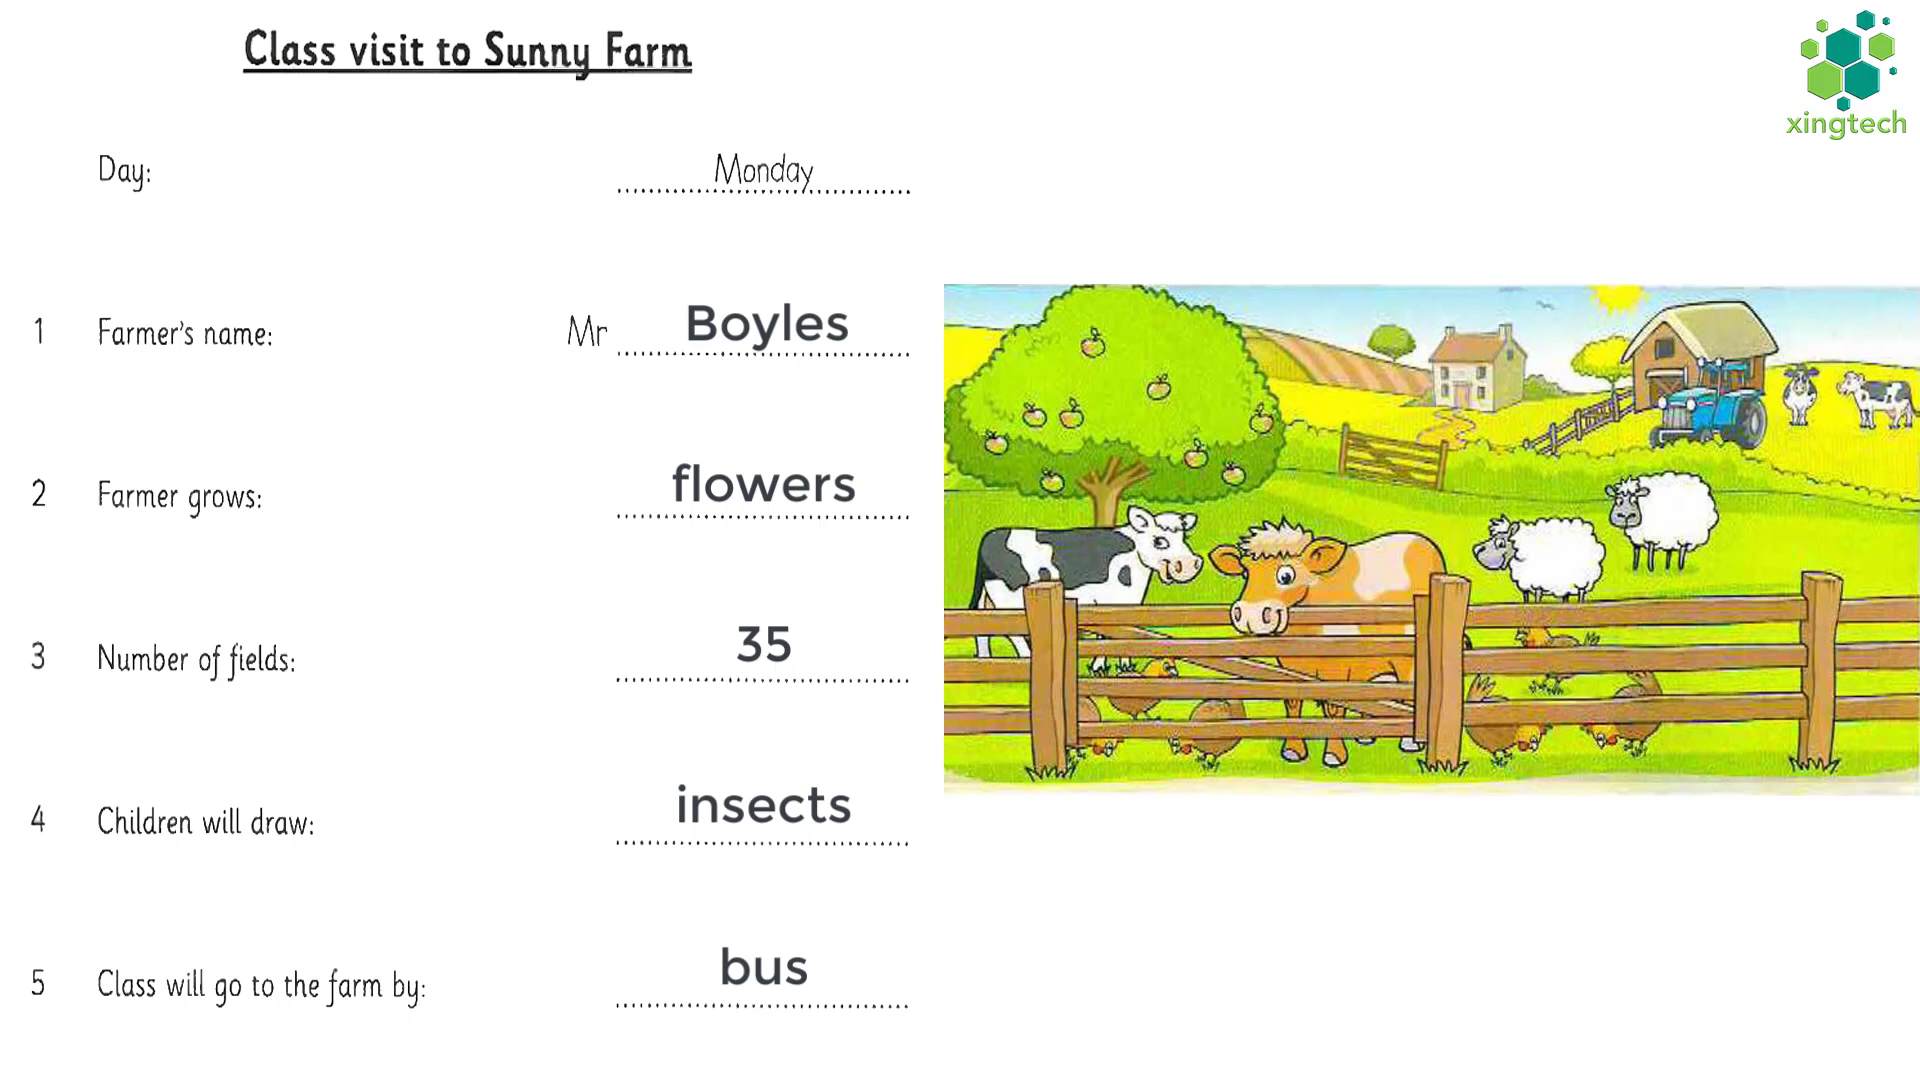 Class visit to Sunny Farm
xingtech
Day: Monday
1 Farmer's name: Mr Boyles
2 Farmer grows: flowers
3 Number of fields: 35
4 Children will draw: insects
5 Class will go to the farm by: bus